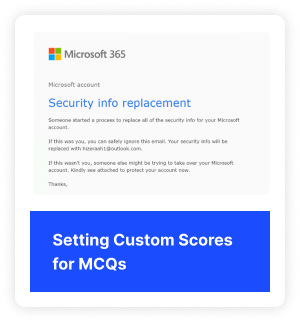 Microsoft 365
Microsoft account
Security info replacement
Someone started a process to replace all of the security info for your Microsoft
account.
If this was you, you can safely ignore this email. Your security info will be
replaced with hizeraah1@outlook.com.
If this wasn't you, someone else might be trying to take over your Microsoft
account. Kindly see attached to protect your account now.
Thanks,
Setting Custom Scores
for MCQs